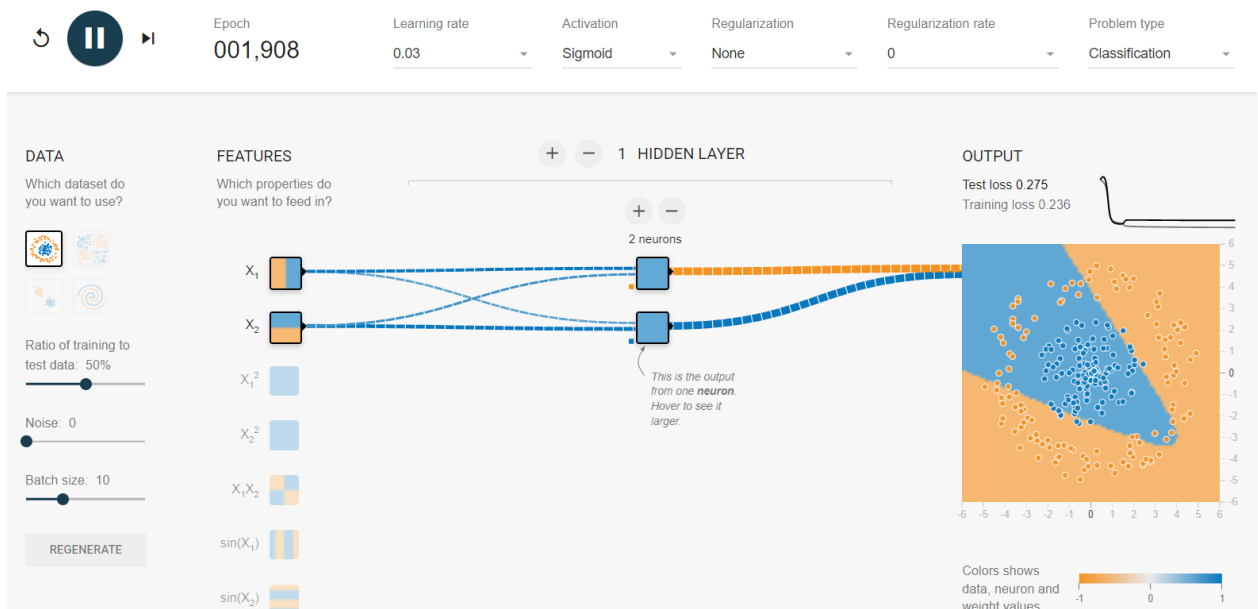 Epoch
001,908
Learning rate
0.03
Activation
Sigmoid
Regularization
None
Regularization rate
0
Problem type
Classification
DATA
Which dataset do
you want to use?
Ratio of training to
test data: 50%
Noise: 0
Batch size: 10
REGENERATE
FEATURES
Which properties do
you want to feed in?
X₁
X₂
X₁²
X₂²
X₁X₂
sin(X₁)
sin(X₂)
+ − 1 HIDDEN LAYER
+ −
2 neurons
This is the output
from one neuron.
Hover to see it
larger.
OUTPUT
Test loss 0.275
Training loss 0.236
6
5
4
3
2
1
0
-1
-2
-3
-4
-5
-6
-6 -5 -4 -3 -2 -1 0 1 2 3 4 5 6
Colors shows
data, neuron and
weight values.
-1 0 1